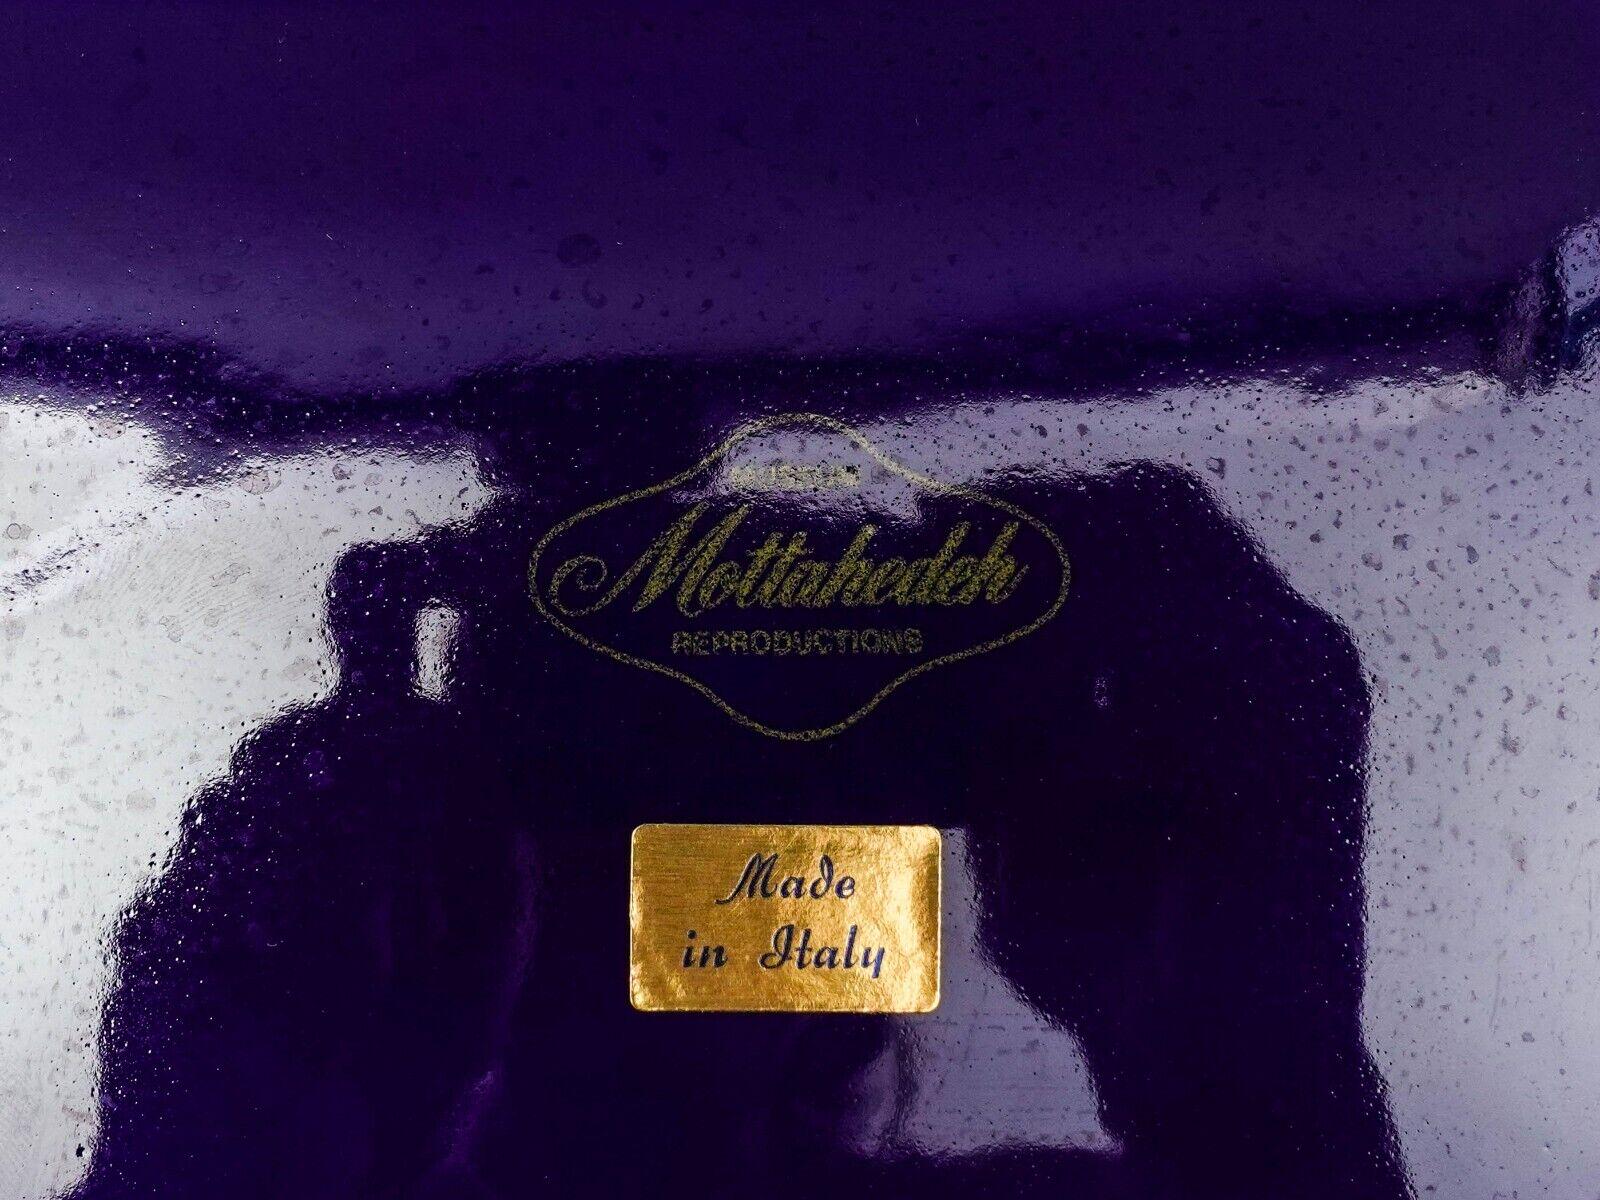 MUSEUM
Mottahedeh
REPRODUCTIONS
Made
in Italy